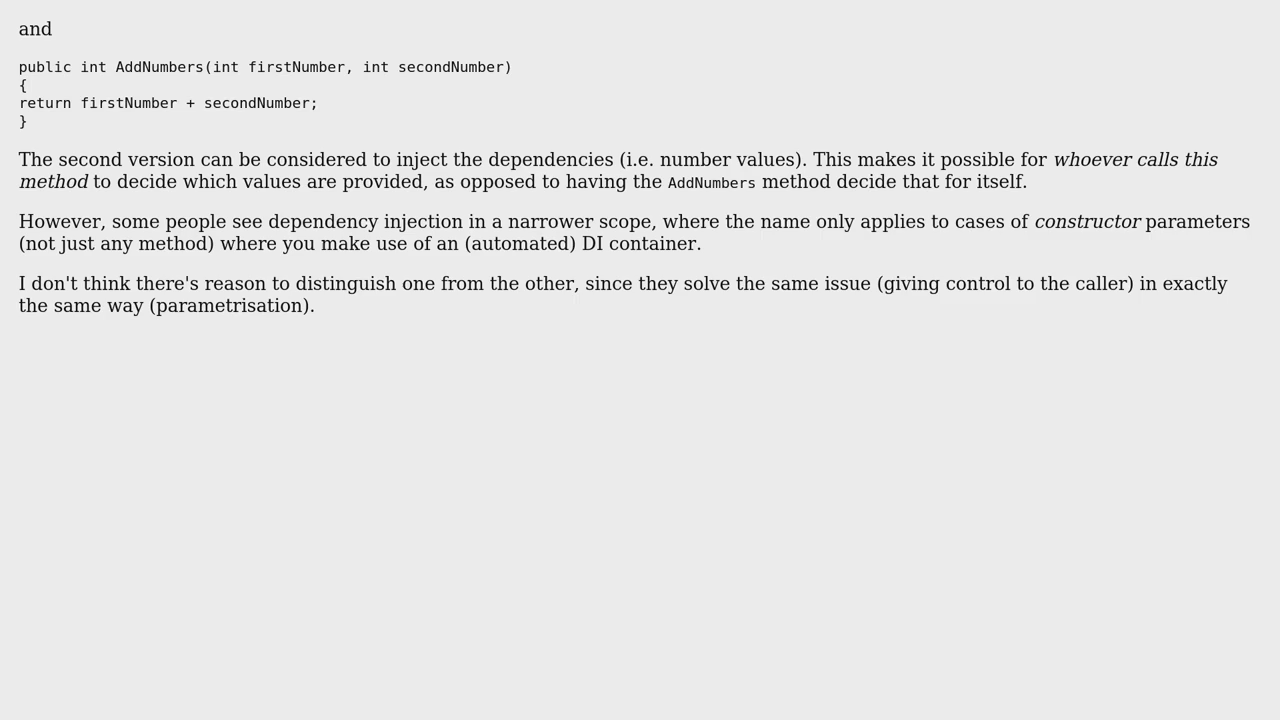 and
public int AddNumbers(int firstNumber, int secondNumber)
{
return firstNumber + secondNumber;
}
The second version can be considered to inject the dependencies (i.e. number values). This makes it possible for whoever calls this
method to decide which values are provided, as opposed to having the AddNumbers method decide that for itself.
However, some people see dependency injection in a narrower scope, where the name only applies to cases of constructor parameters
(not just any method) where you make use of an (automated) DI container.
I don't think there's reason to distinguish one from the other, since they solve the same issue (giving control to the caller) in exactly
the same way (parametrisation).